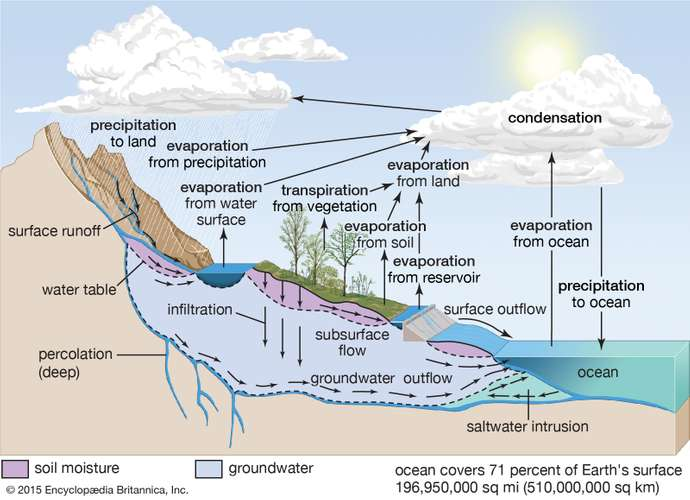 condensation
precipitation
to land
evaporation
from precipitation
evaporation
from land
evaporation
from water
surface
transpiration
from vegetation
surface runoff
evaporation
from soil
evaporation
from ocean
evaporation
from reservoir
water table
precipitation
to ocean
infiltration
surface outflow
subsurface
flow
percolation
(deep)
groundwater outflow
ocean
saltwater intrusion
soil moisture
groundwater
ocean covers 71 percent of Earth's surface
196,950,000 sq mi (510,000,000 sq km)
© 2015 Encyclopædia Britannica, Inc.